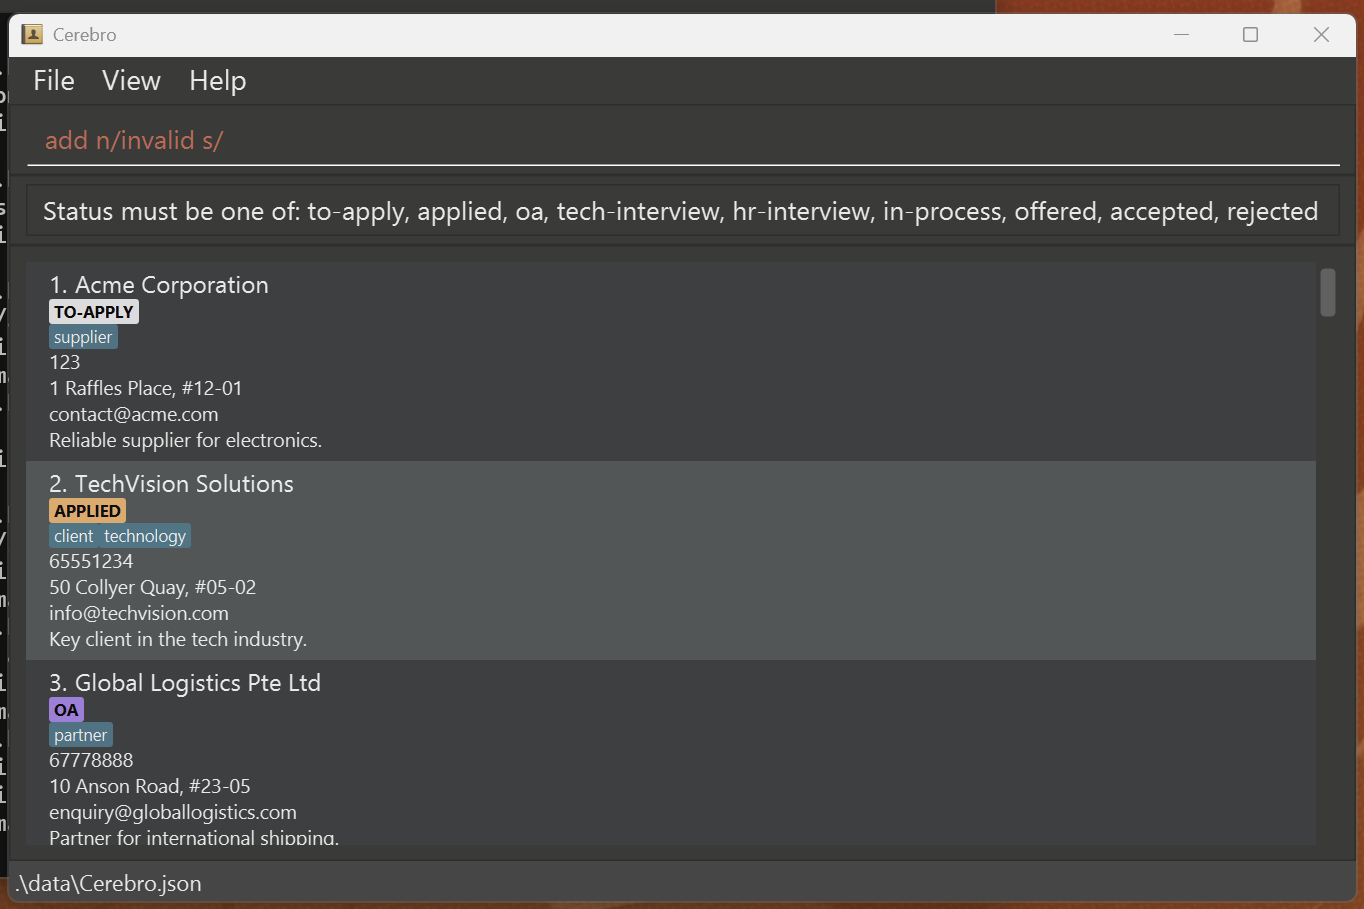 Cerebro
File View Help
add n/invalid s/
Status must be one of: to-apply, applied, oa, tech-interview, hr-interview, in-process, offered, accepted, rejected
1. Acme Corporation
TO-APPLY
supplier
123
1 Raffles Place, #12-01
contact@acme.com
Reliable supplier for electronics.
2. TechVision Solutions
APPLIED
client technology
65551234
50 Collyer Quay, #05-02
info@techvision.com
Key client in the tech industry.
3. Global Logistics Pte Ltd
OA
partner
67778888
10 Anson Road, #23-05
enquiry@globallogistics.com
Partner for international shipping.
.\data\Cerebro.json